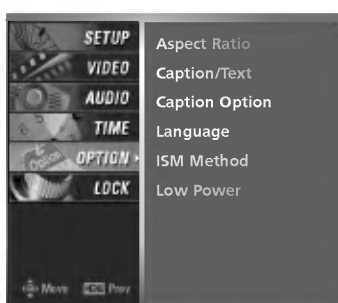 SETUP
VIDEO
AUDIO
TIME
OPTION
LOCK
Move Prev
Aspect Ratio
Caption/Text
Caption Option
Language
ISM Method
Low Power